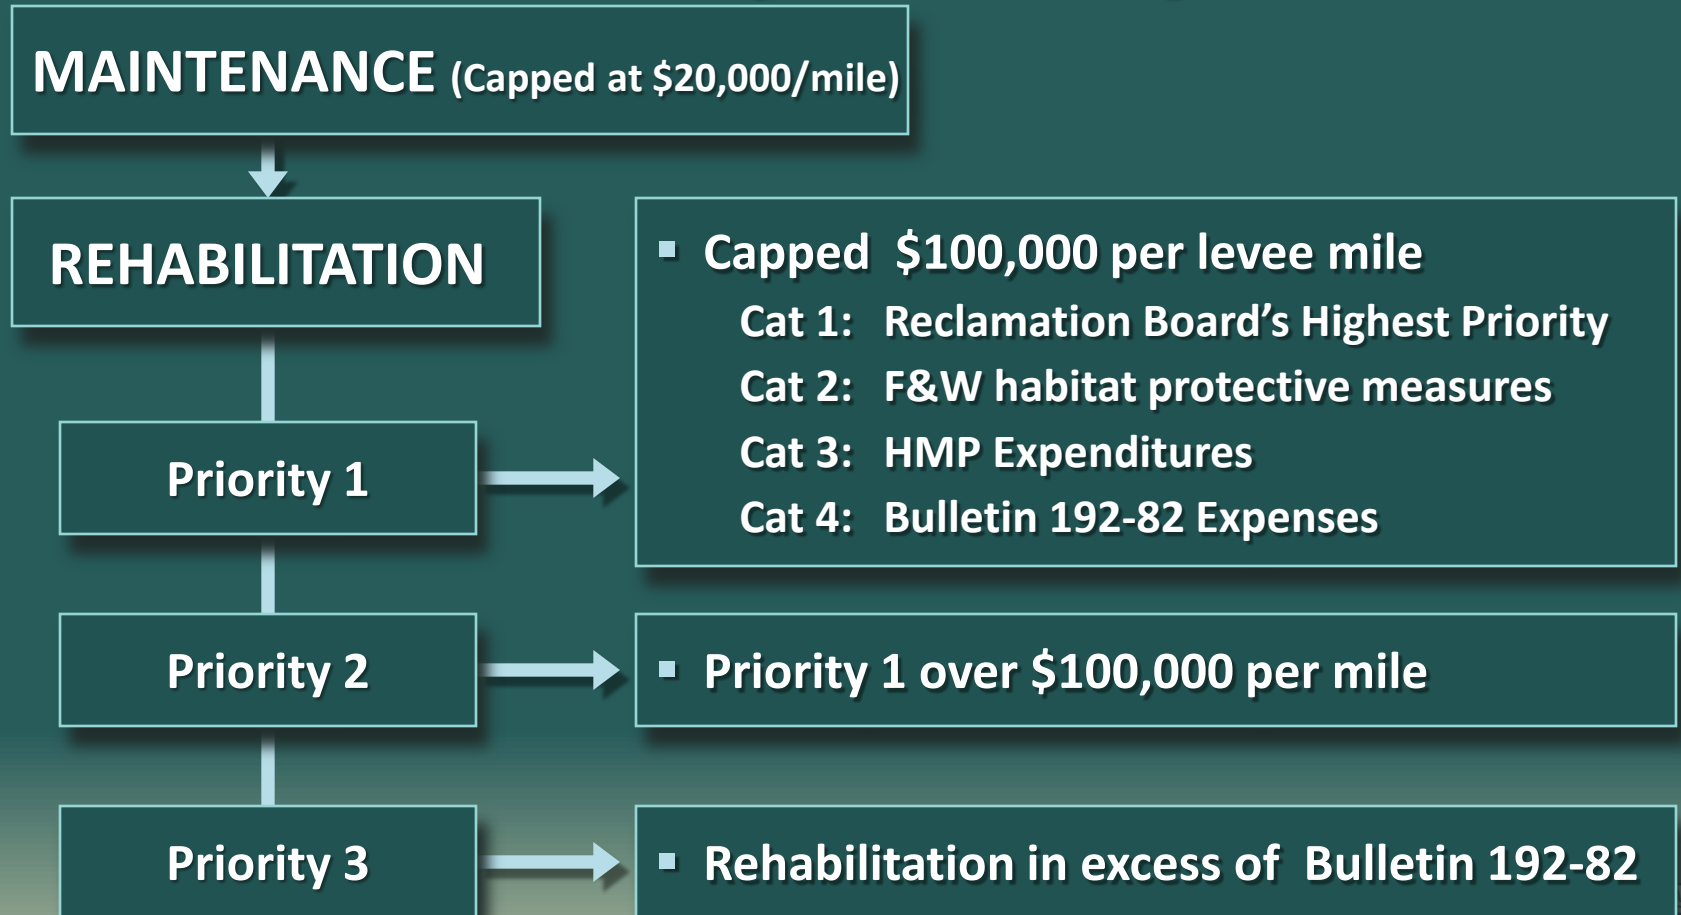 MAINTENANCE (Capped at $20,000/mile)
REHABILITATION
▪ Capped $100,000 per levee mile
Cat 1: Reclamation Board’s Highest Priority
Cat 2: F&W habitat protective measures
Cat 3: HMP Expenditures
Cat 4: Bulletin 192-82 Expenses
Priority 1
Priority 2
▪ Priority 1 over $100,000 per mile
Priority 3
▪ Rehabilitation in excess of Bulletin 192-82